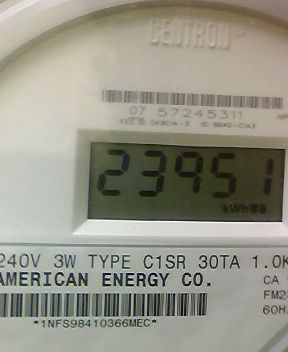 CENTRON®
07 57245311
23951
kWh
240V 3W TYPE C1SR 30TA 1.0K
AMERICAN ENERGY CO. CA
FM2
60H
*1NFS98410366MEC*